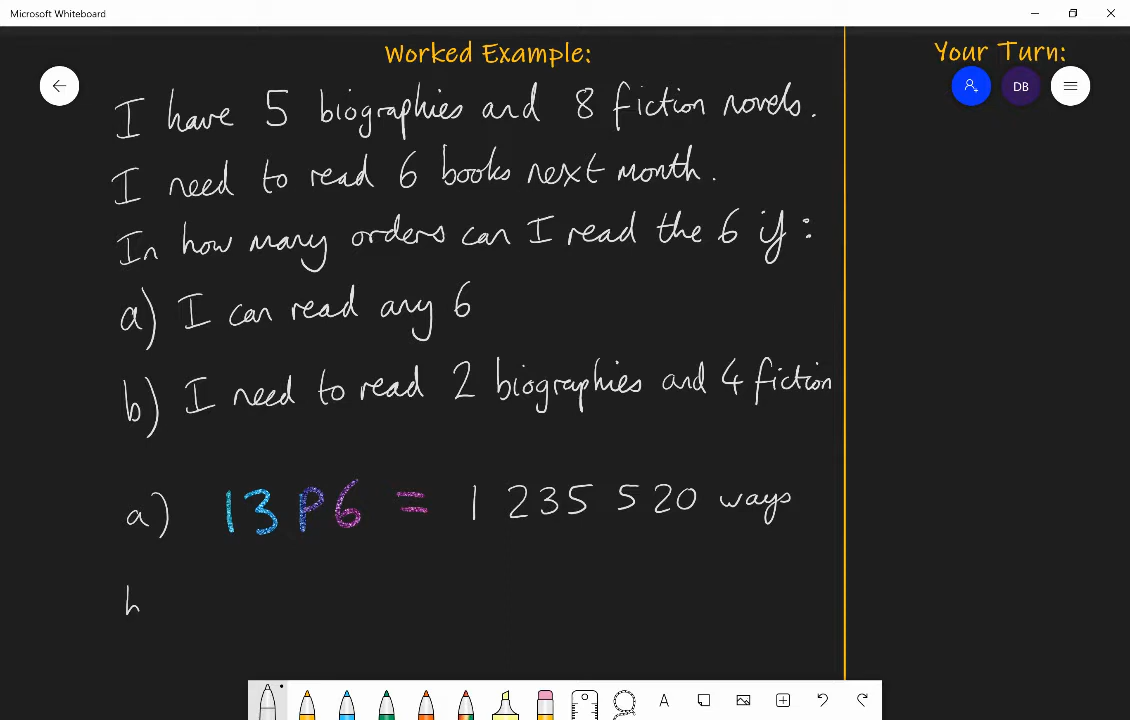 Microsoft Whiteboard
Worked Example:
Your Turn:
DB
I have 5 biographies and 8 fiction novels.
I need to read 6 books next month.
In how many orders can I read the 6 if:
a) I can read any 6
b) I need to read 2 biographies and 4 fiction
a) 13P6 = 1 235 520 ways
h
A